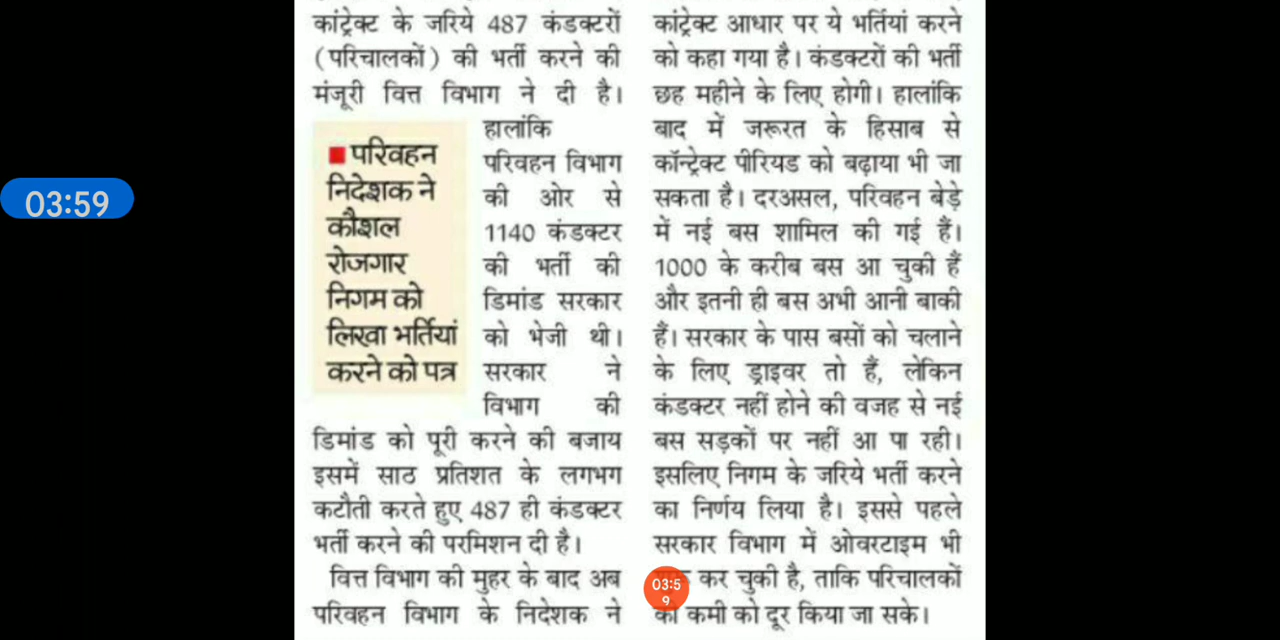 कांट्रेक्ट के जरिये 487 कंडक्टरों
(परिचालकों) की भर्ती करने की
मंजूरी वित्त विभाग ने दी है।
हालांकि
परिवहन विभाग
की ओर से
1140 कंडक्टर
की भर्ती की
डिमांड सरकार
को भेजी थी।
सरकार ने
विभाग की
डिमांड को पूरी करने की बजाय
इसमें साठ प्रतिशत के लगभग
कटौती करते हुए 487 ही कंडक्टर
भर्ती करने की परमिशन दी है।
वित्त विभाग की मुहर के बाद अब
परिवहन विभाग के निदेशक ने
परिवहन
निदेशक ने
कौशल
रोजगार
निगम को
लिखा भर्तियां
करने को पत्र
कांट्रेक्ट आधार पर ये भर्तियां करने
को कहा गया है। कंडक्टरों की भर्ती
छह महीने के लिए होगी। हालांकि
बाद में जरूरत के हिसाब से
कॉन्ट्रेक्ट पीरियड को बढ़ाया भी जा
सकता है। दरअसल, परिवहन बेड़े
में नई बस शामिल की गई हैं।
1000 के करीब बस आ चुकी हैं
और इतनी ही बस अभी आनी बाकी
हैं। सरकार के पास बसों को चलाने
के लिए ड्राइवर तो हैं, लेकिन
कंडक्टर नहीं होने की वजह से नई
बस सड़कों पर नहीं आ पा रही।
इसलिए निगम के जरिये भर्ती करने
का निर्णय लिया है। इससे पहले
सरकार विभाग में ओवरटाइम भी
कर चुकी है, ताकि परिचालकों
की कमी को दूर किया जा सके।
03:59
03:5
9